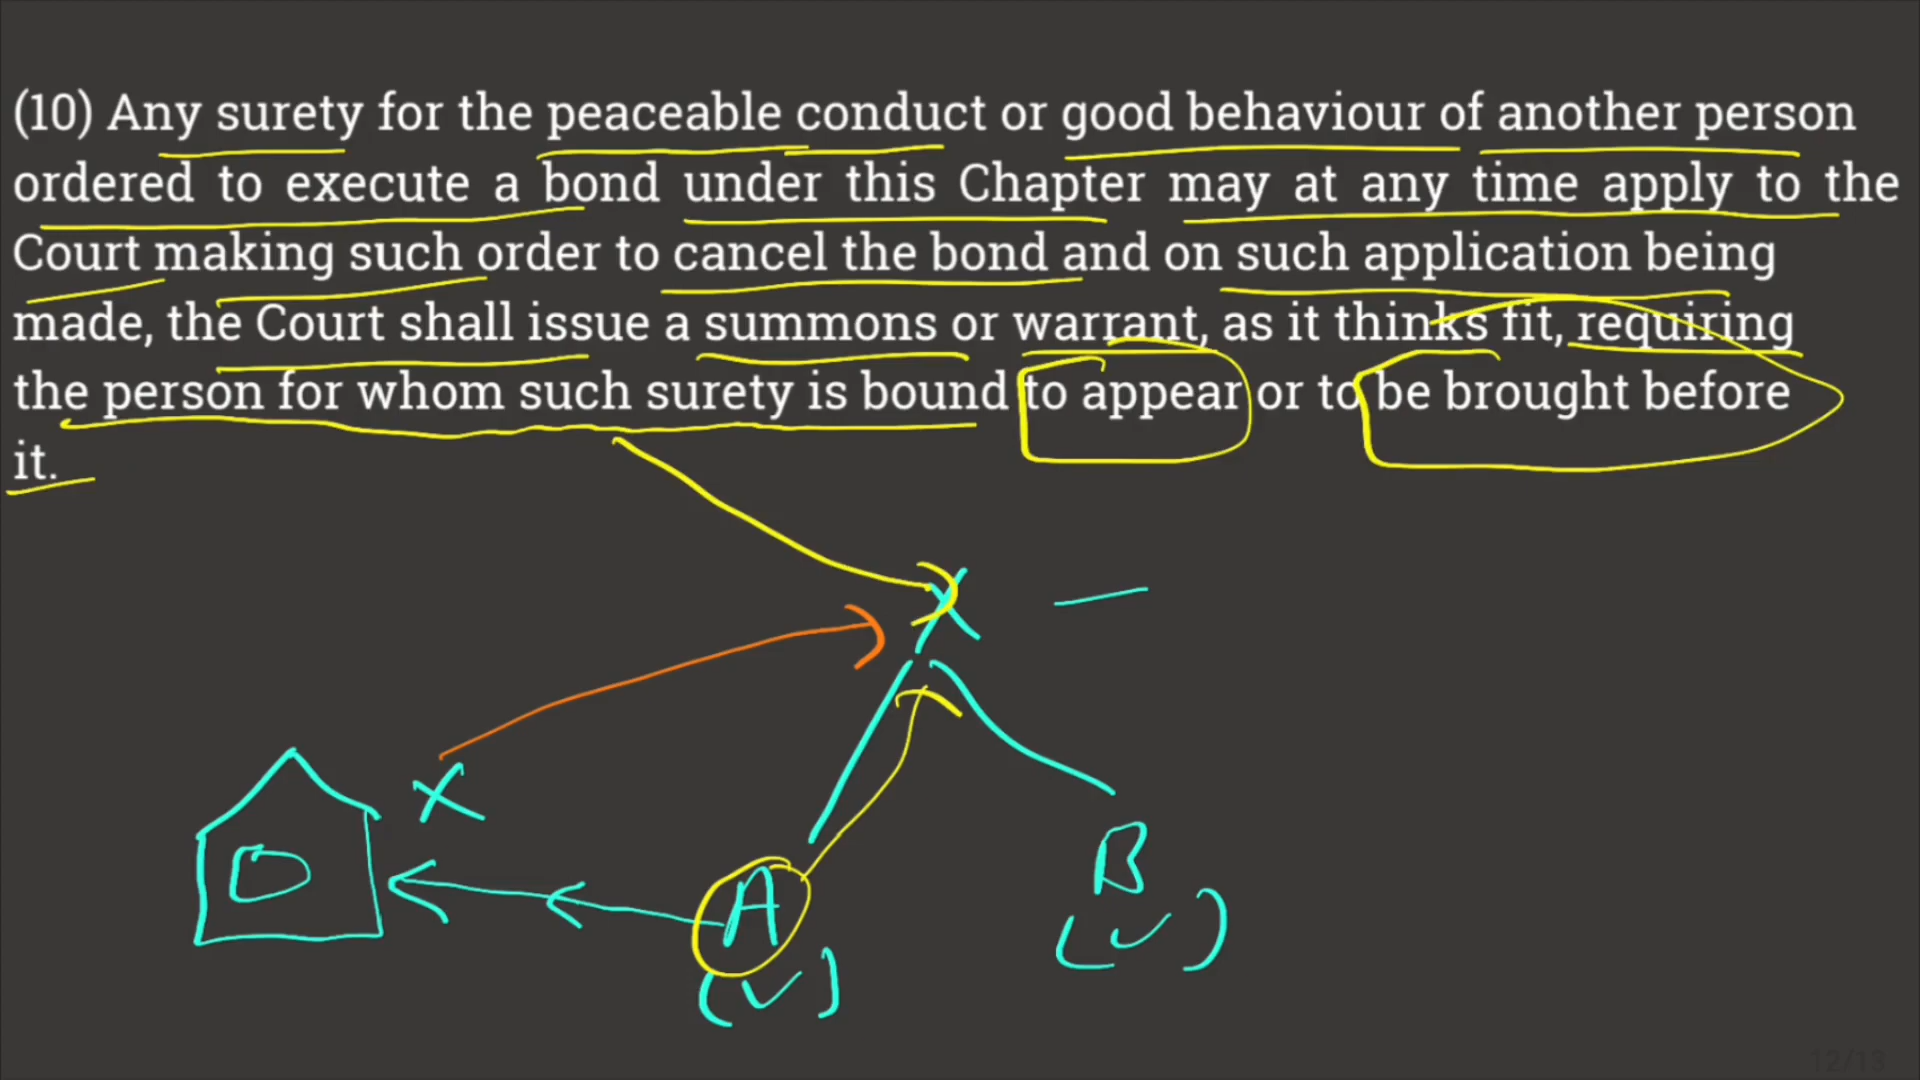 (10) Any surety for the peaceable conduct or good behaviour of another person
ordered to execute a bond under this Chapter may at any time apply to the
Court making such order to cancel the bond and on such application being
made, the Court shall issue a summons or warrant, as it thinks fit, requiring
the person for whom such surety is bound to appear or to be brought before
it.
X
X
A
B
12/13